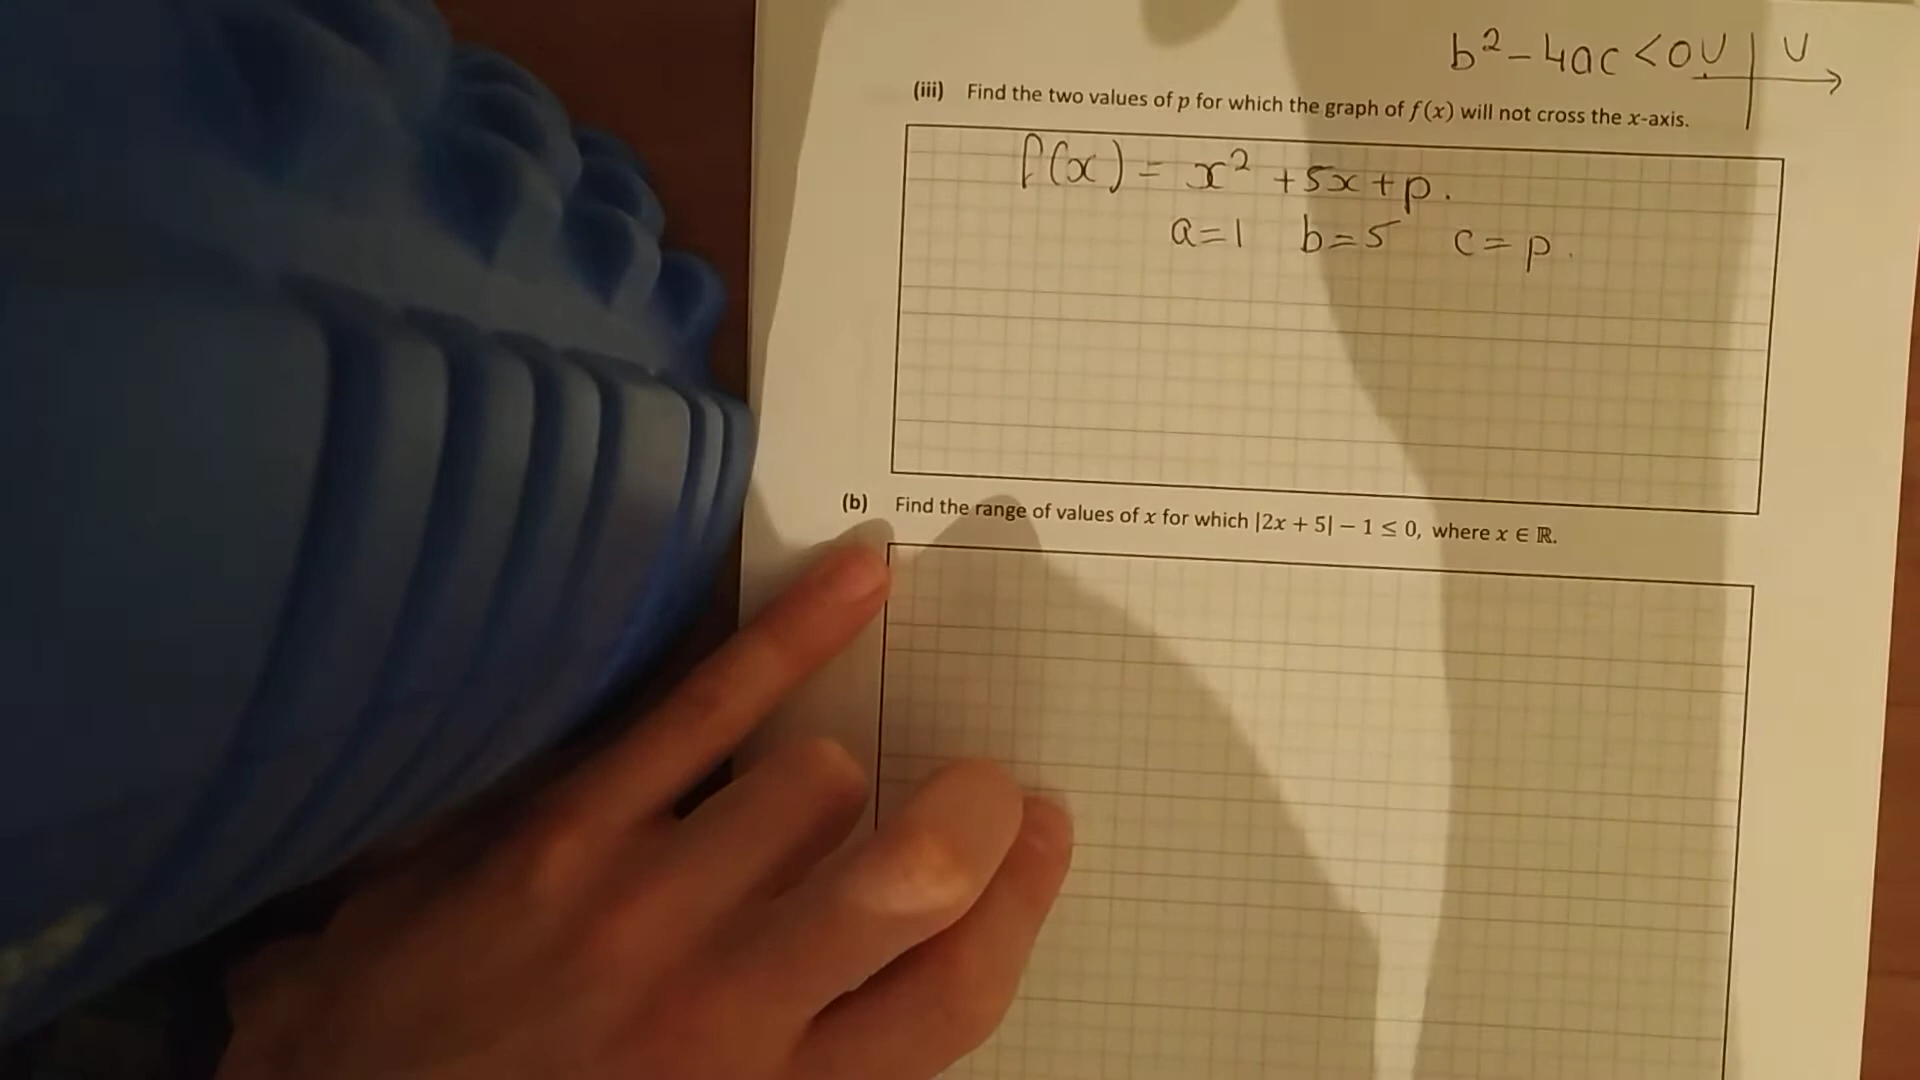 b² - 4ac < 0
(iii) Find the two values of p for which the graph of f(x) will not cross the x-axis.
f(x) = x² + 5x + p.
a = 1 b = 5 c = p.
(b) Find the range of values of x for which |2x + 5| − 1 ≤ 0, where x ∈ ℝ.